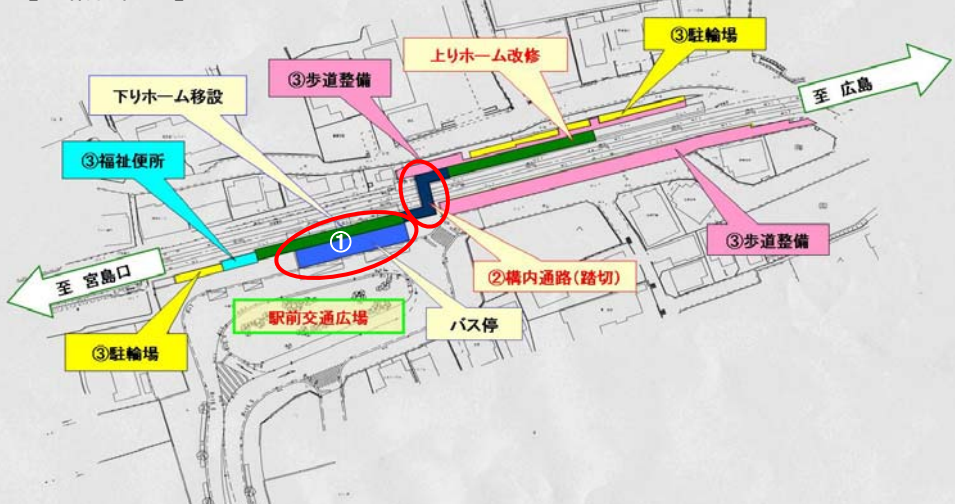 ③駐輪場
上りホーム改修
③歩道整備
至 広島
下りホーム移設
③福祉便所
①
③歩道整備
至 宮島口
②構内通路(踏切)
駅前交通広場
バス停
③駐輪場